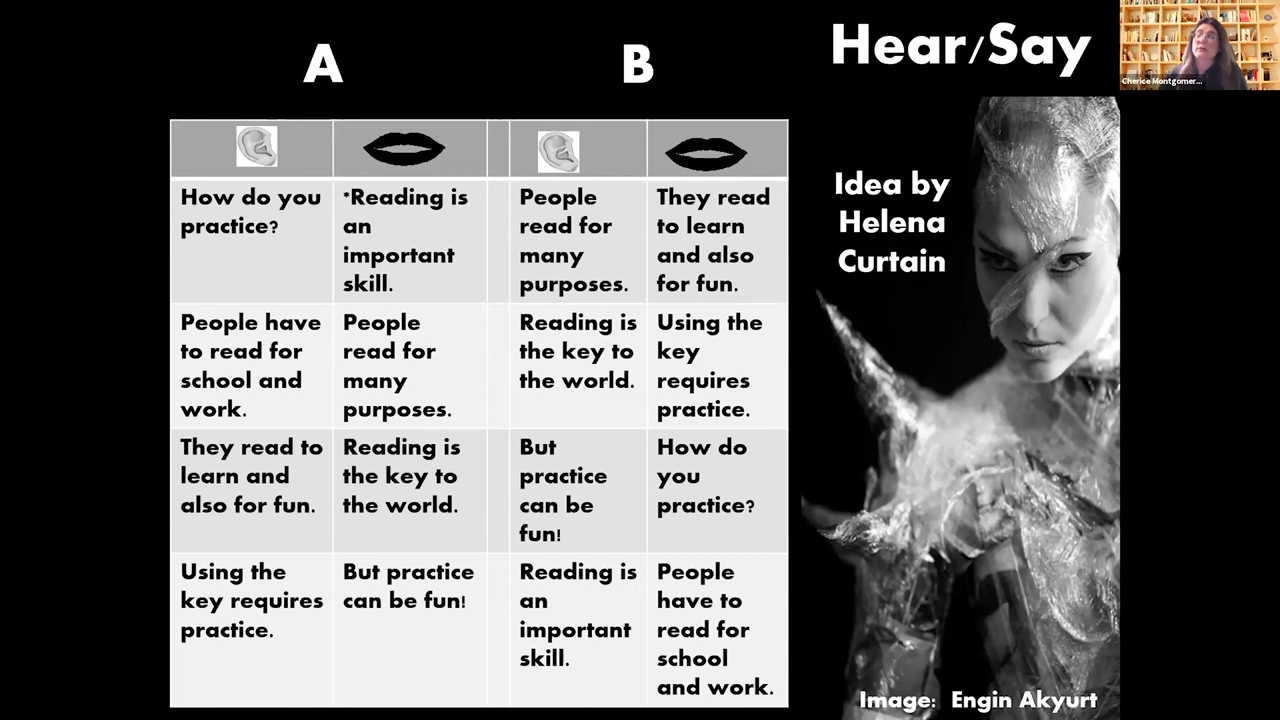 A
B
Hear/Say
Cherice Montgomer...
How do you
practice?
*Reading is
an
important
skill.
People
read for
many
purposes.
They read
to learn
and also
for fun.
People have
to read for
school and
work.
People
read for
many
purposes.
Reading is
the key to
the world.
Using the
key
requires
practice.
They read to
learn and
also for fun.
Reading is
the key to
the world.
But
practice
can be
fun!
How do
you
practice?
Using the
key requires
practice.
But practice
can be fun!
Reading is
an
important
skill.
People
have to
read for
school
and work.
Idea by
Helena
Curtain
Image: Engin Akyurt